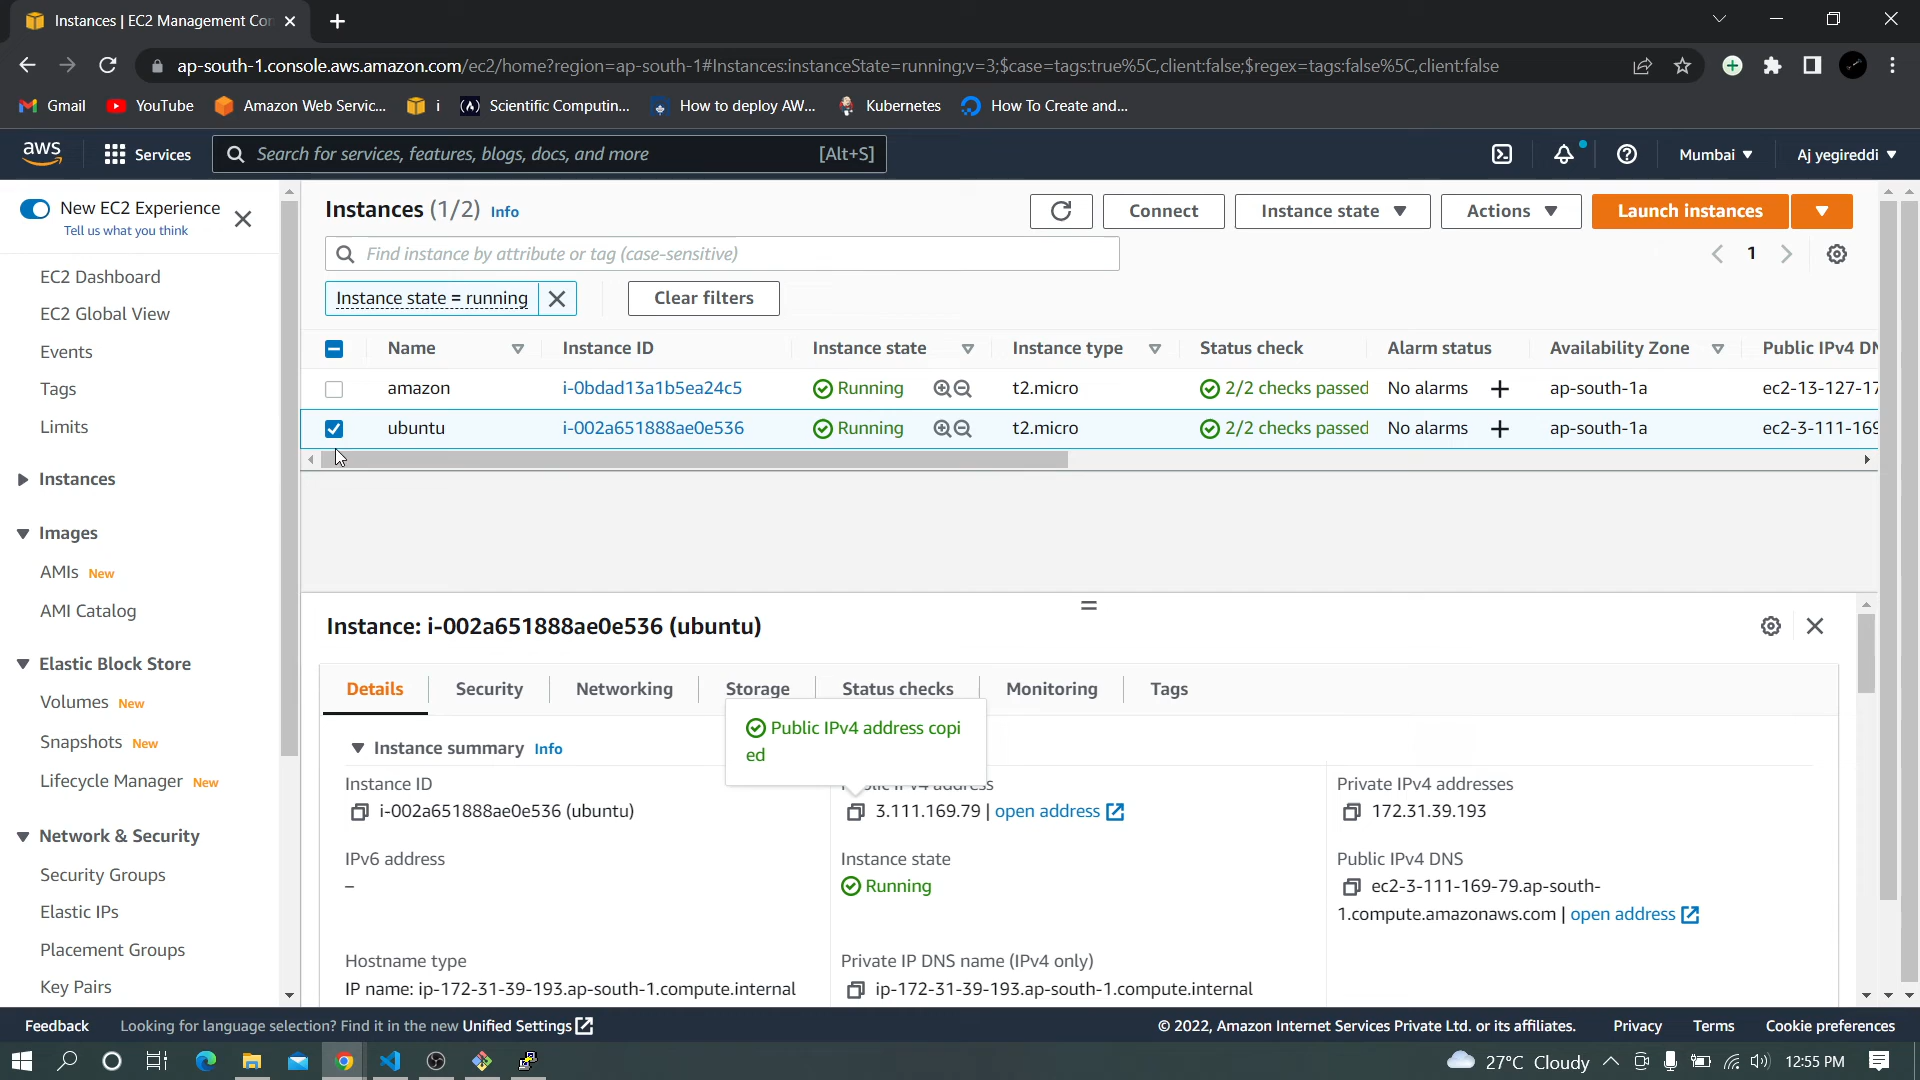 Instances | EC2 Management Con
ap-south-1.console.aws.amazon.com/ec2/home?region=ap-south-1#Instances:instanceState=running;v=3;$case=tags:true%5C,client:false;$regex=tags:false%5C,client:false
Gmail YouTube Amazon Web Servic... i Scientific Computin... How to deploy AW... Kubernetes How To Create and...
aws Services Search for services, features, blogs, docs, and more [Alt+S] Mumbai Aj yegireddi
New EC2 Experience
Tell us what you think
EC2 Dashboard
EC2 Global View
Events
Tags
Limits
Instances
Images
AMIs New
AMI Catalog
Elastic Block Store
Volumes New
Snapshots New
Lifecycle Manager New
Network & Security
Security Groups
Elastic IPs
Placement Groups
Key Pairs
Instances (1/2) Info Connect Instance state Actions Launch instances
Find instance by attribute or tag (case-sensitive) 1
Instance state = running Clear filters
Name Instance ID Instance state Instance type Status check Alarm status Availability Zone Public IPv4 DN
amazon i-0bdad13a1b5ea24c5 Running t2.micro 2/2 checks passed No alarms ap-south-1a ec2-13-127-17
ubuntu i-002a651888ae0e536 Running t2.micro 2/2 checks passed No alarms ap-south-1a ec2-3-111-169
Instance: i-002a651888ae0e536 (ubuntu)
Details Security Networking Storage Status checks Monitoring Tags
Public IPv4 address copi
ed
Instance summary Info
Instance ID
i-002a651888ae0e536 (ubuntu)
Public IPv4 address
3.111.169.79 | open address
Private IPv4 addresses
172.31.39.193
IPv6 address
–
Instance state
Running
Public IPv4 DNS
ec2-3-111-169-79.ap-south-
1.compute.amazonaws.com | open address
Hostname type
IP name: ip-172-31-39-193.ap-south-1.compute.internal
Private IP DNS name (IPv4 only)
ip-172-31-39-193.ap-south-1.compute.internal
Feedback Looking for language selection? Find it in the new Unified Settings © 2022, Amazon Internet Services Private Ltd. or its affiliates. Privacy Terms Cookie preferences
27°C Cloudy 12:55 PM